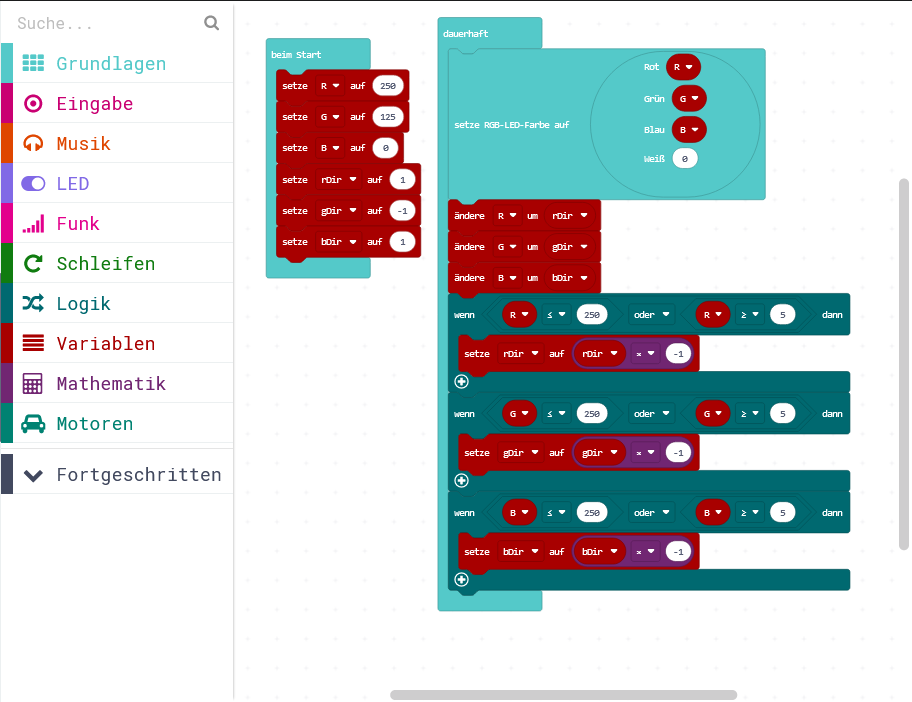 Suche...
Grundlagen
Eingabe
Musik
LED
Funk
Schleifen
Logik
Variablen
Mathematik
Motoren
Fortgeschritten
beim Start
setze R auf 250
setze G auf 125
setze B auf 0
setze rDir auf 1
setze gDir auf -1
setze bDir auf 1
dauerhaft
setze RGB-LED-Farbe auf
Rot R
Grün G
Blau B
Weiß 0
ändere R um rDir
ändere G um gDir
ändere B um bDir
wenn R ≤ 250 oder R ≥ 5 dann
setze rDir auf rDir × -1
wenn G ≤ 250 oder G ≥ 5 dann
setze gDir auf gDir × -1
wenn B ≤ 250 oder B ≥ 5 dann
setze bDir auf bDir × -1